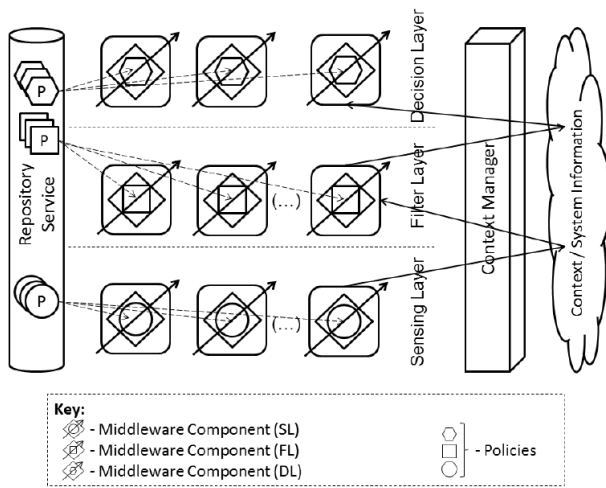 P
P
P
Repository
Service
(...)
(...)
Decision Layer
Filter Layer
Sensing Layer
Context Manager
Context / System Information
Key:
- Middleware Component (SL)
- Middleware Component (FL)
- Middleware Component (DL)
- Policies